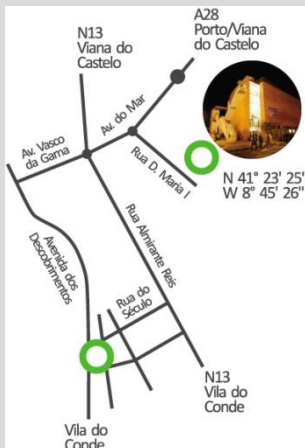 A28
Porto/Viana
do Castelo
N13
Viana do
Castelo
Av. do Mar
Av. Vasco
da Gama
Rua D. Maria I
N 41° 23' 25"
W 8° 45' 26"
Rua Almirante Reis
Avenida dos
Descobrimentos
Rua do
Século
N13
Vila do
Conde
Vila do
Conde